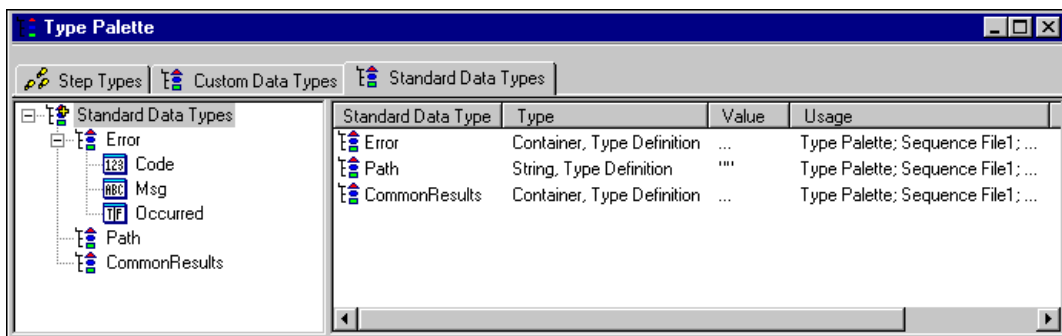 Type Palette
Step Types Custom Data Types Standard Data Types
Standard Data Types
Error
123 Code
ABC Msg
T|F Occurred
Path
CommonResults
Standard Data Type Type Value Usage
Error Container, Type Definition ... Type Palette; Sequence File1; ...
Path String, Type Definition "" Type Palette; Sequence File1; ...
CommonResults Container, Type Definition ... Type Palette; Sequence File1; ...